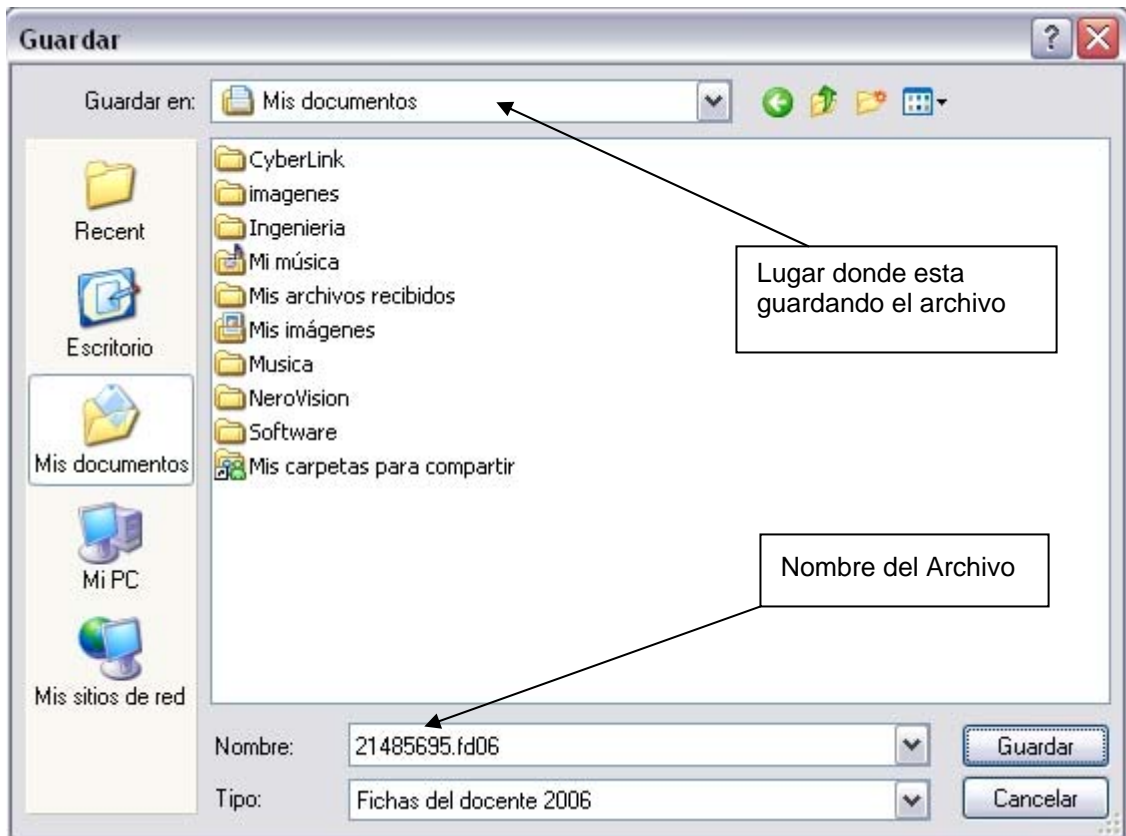 Guardar
Guardar en: Mis documentos
Recent
Escritorio
Mis documentos
Mi PC
Mis sitios de red
CyberLink
imagenes
Ingenieria
Mi música
Mis archivos recibidos
Mis imágenes
Musica
NeroVision
Software
Mis carpetas para compartir
Lugar donde esta
guardando el archivo
Nombre del Archivo
Nombre: 21485695.fd06 Guardar
Tipo: Fichas del docente 2006 Cancelar